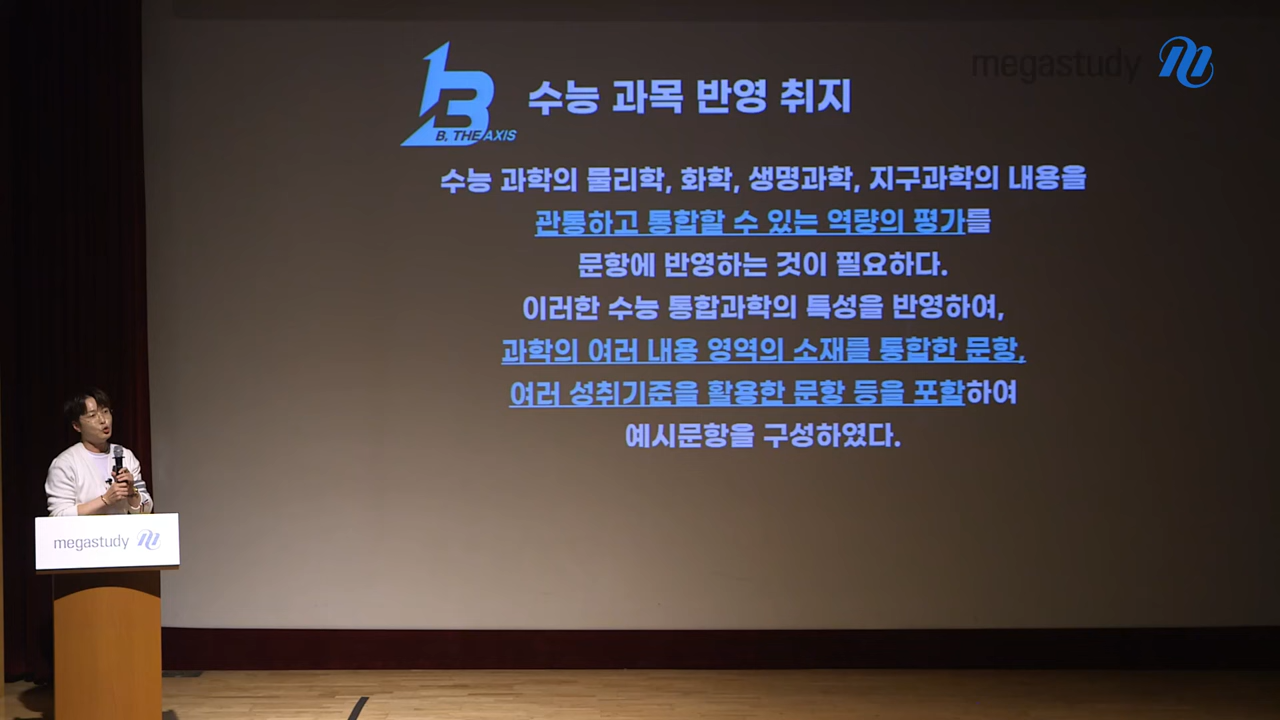 megastudy
수능 과목 반영 취지
B, THE AXIS
수능 과학의 물리학, 화학, 생명과학, 지구과학의 내용을
관통하고 통합할 수 있는 역량의 평가를
문항에 반영하는 것이 필요하다.
이러한 수능 통합과학의 특성을 반영하여,
과학의 여러 내용 영역의 소재를 통합한 문항,
여러 성취기준을 활용한 문항 등을 포함하여
예시문항을 구성하였다.
megastudy